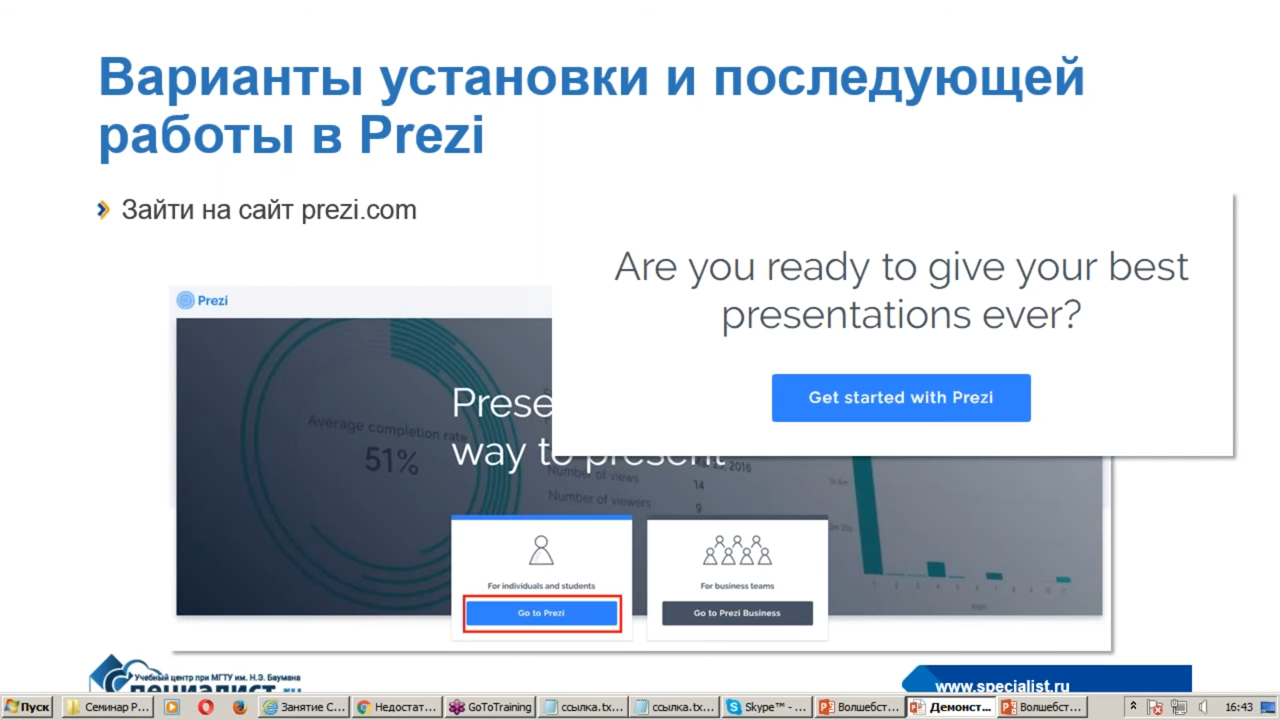 Варианты установки и последующей
работы в Prezi
Зайти на сайт prezi.com
Are you ready to give your best
presentations ever?
Get started with Prezi
Prezi
Average completion rate
51%
Prese
way to present
2016
Number of views
14
Number of viewers
9
For individuals and students
Go to Prezi
For business teams
Go to Prezi Business
Учебный центр при МГТУ им. Н.Э. Баумана
www.specialist.ru
Пуск
Семинар Р...
Занятие С...
Недостат...
GoToTraining
ссылка.tx...
ссылка.tx...
Skype™ - ...
Волшебст...
Демонст...
Волшебст...
16:43